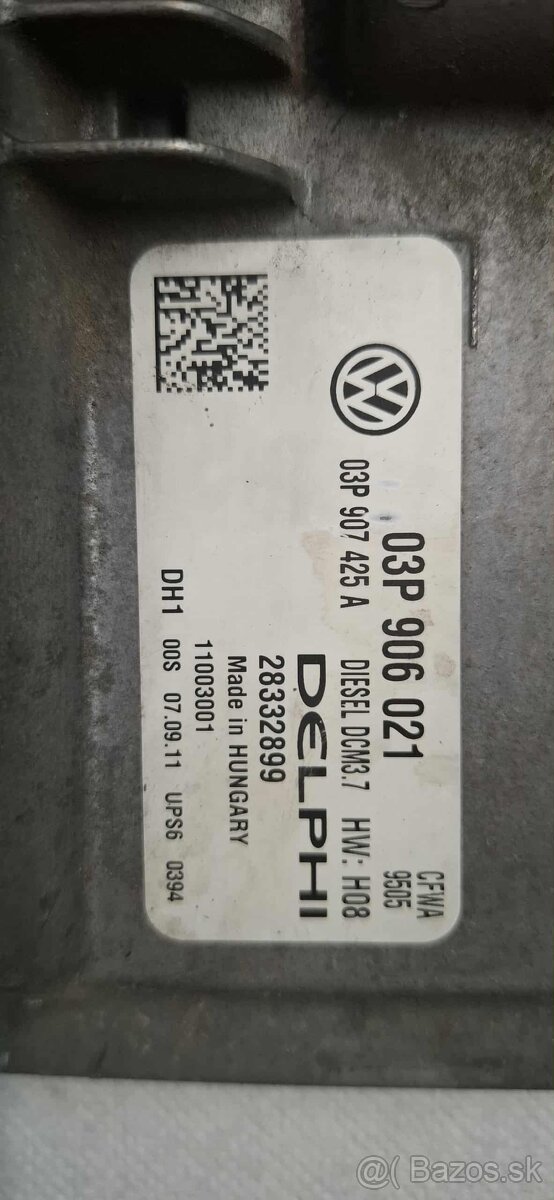 03P 906 021
CFWA
9505
03P 907 425 A DIESEL DCM3.7 HW: H08
DELPHI
28332899
Made in HUNGARY
11003001
DH1 00S 07.09.11 UPS6 0394
@( Bazos.sk